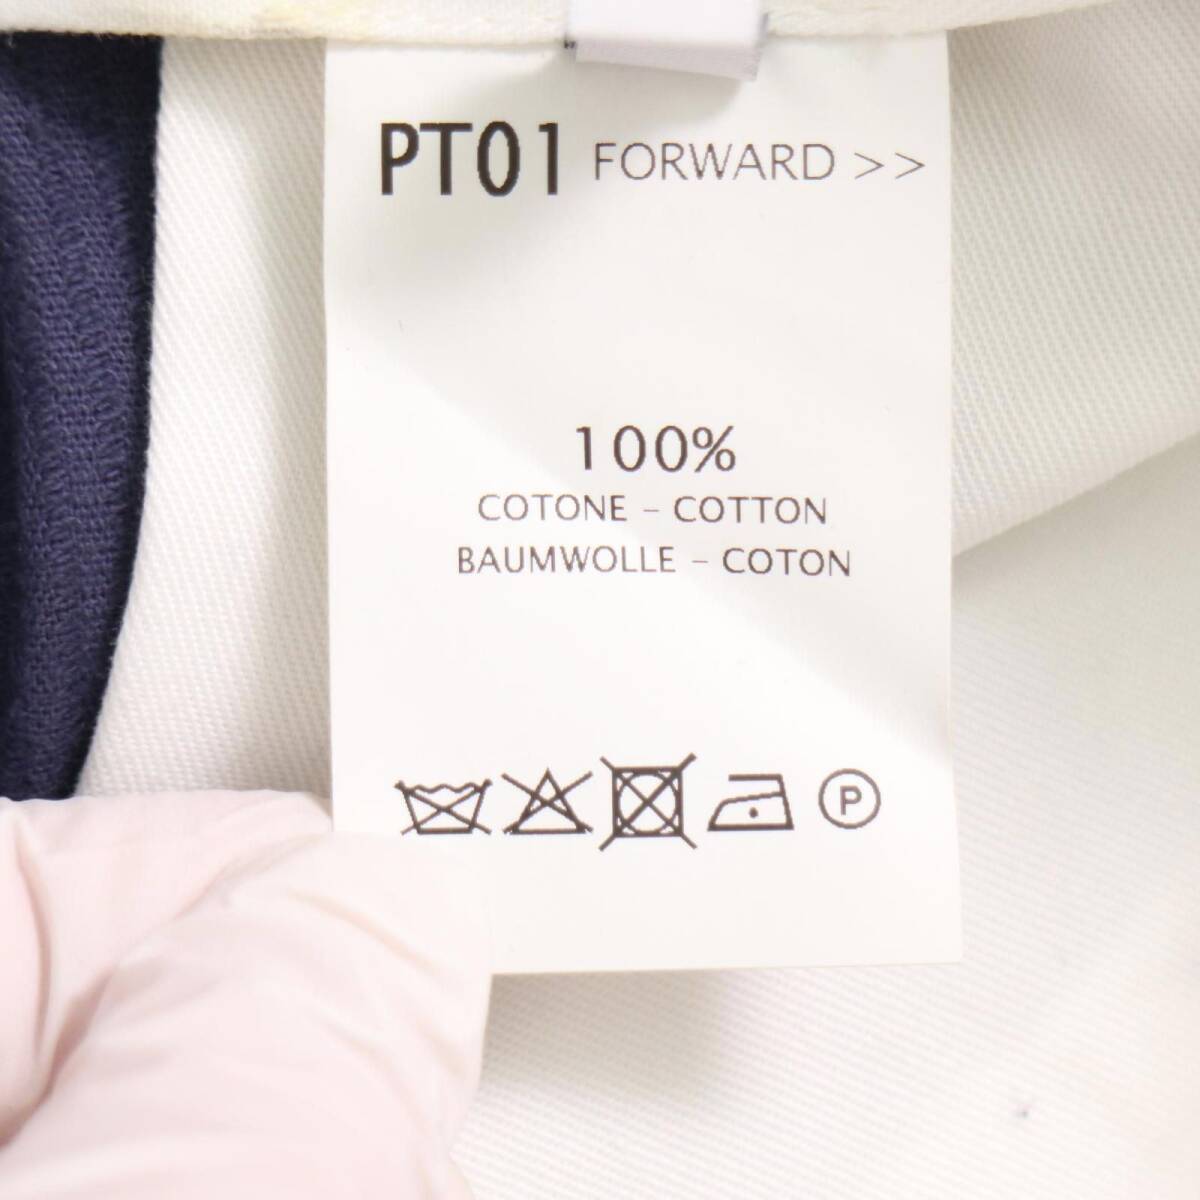 PT01 FORWARD >>
100%
COTONE – COTTON
BAUMWOLLE – COTON
P